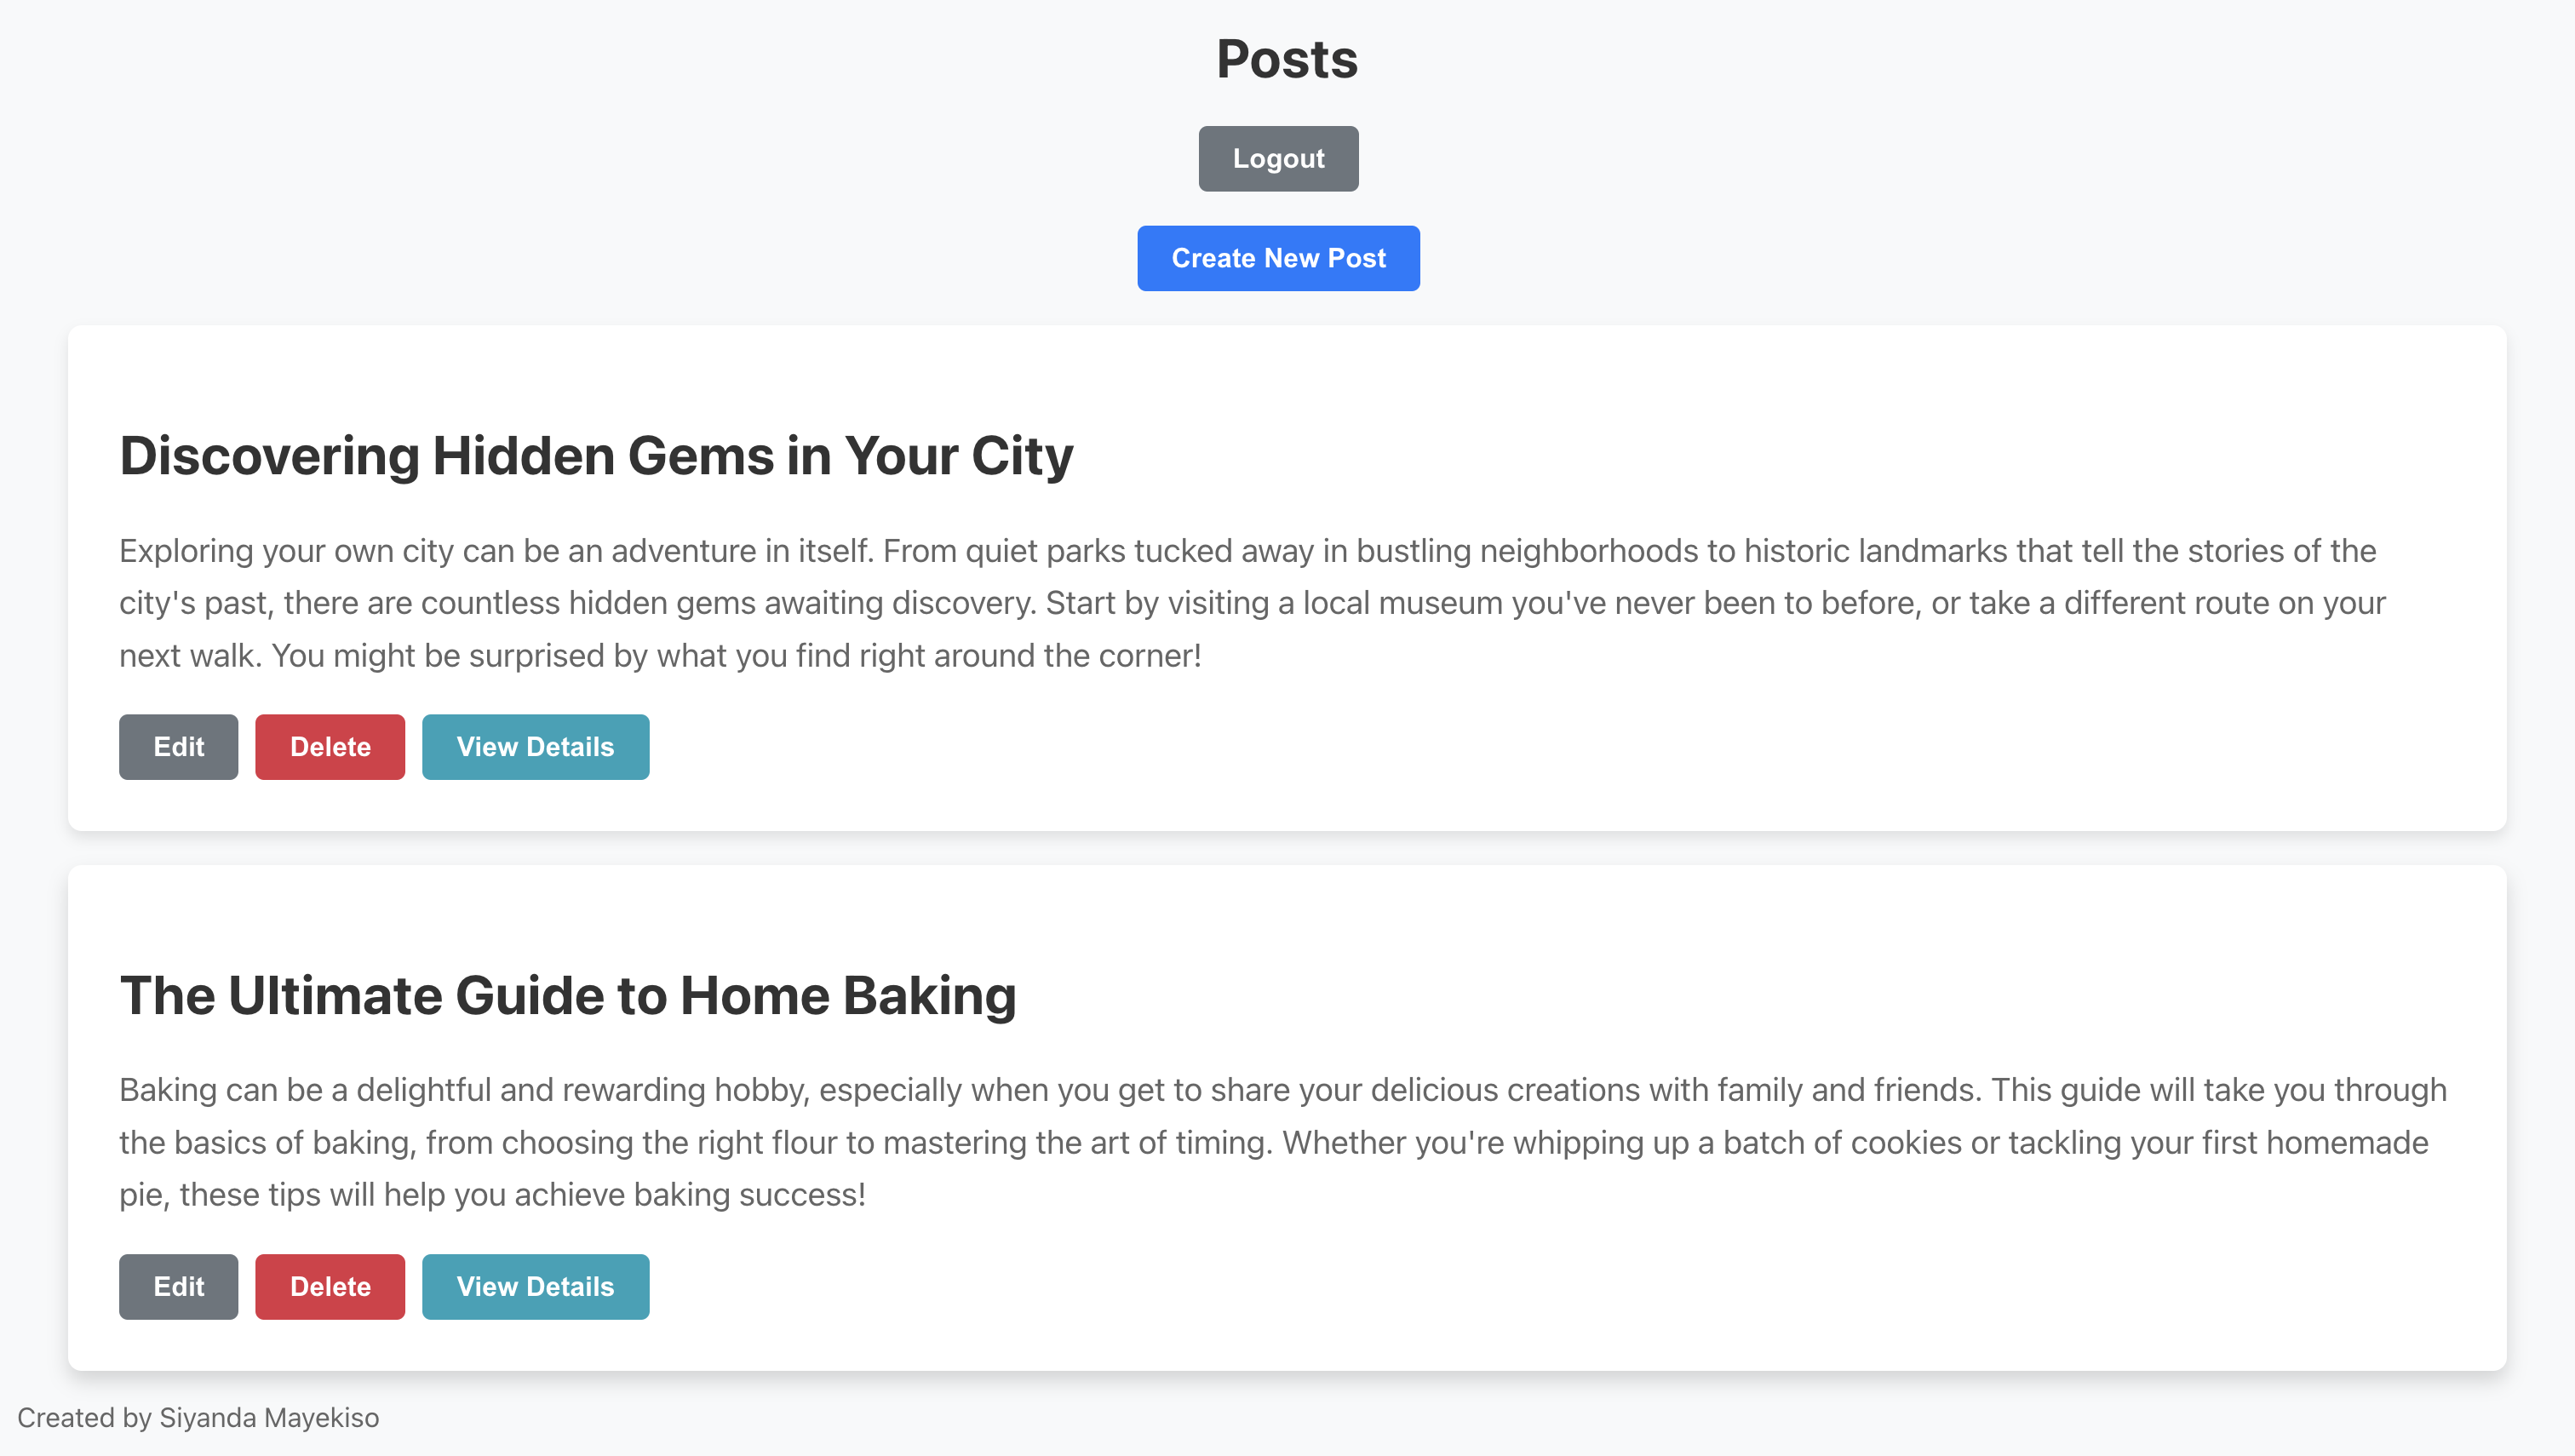 Posts
Logout
Create New Post
Discovering Hidden Gems in Your City
Exploring your own city can be an adventure in itself. From quiet parks tucked away in bustling neighborhoods to historic landmarks that tell the stories of the
city's past, there are countless hidden gems awaiting discovery. Start by visiting a local museum you've never been to before, or take a different route on your
next walk. You might be surprised by what you find right around the corner!
Edit Delete View Details
The Ultimate Guide to Home Baking
Baking can be a delightful and rewarding hobby, especially when you get to share your delicious creations with family and friends. This guide will take you through
the basics of baking, from choosing the right flour to mastering the art of timing. Whether you're whipping up a batch of cookies or tackling your first homemade
pie, these tips will help you achieve baking success!
Edit Delete View Details
Created by Siyanda Mayekiso